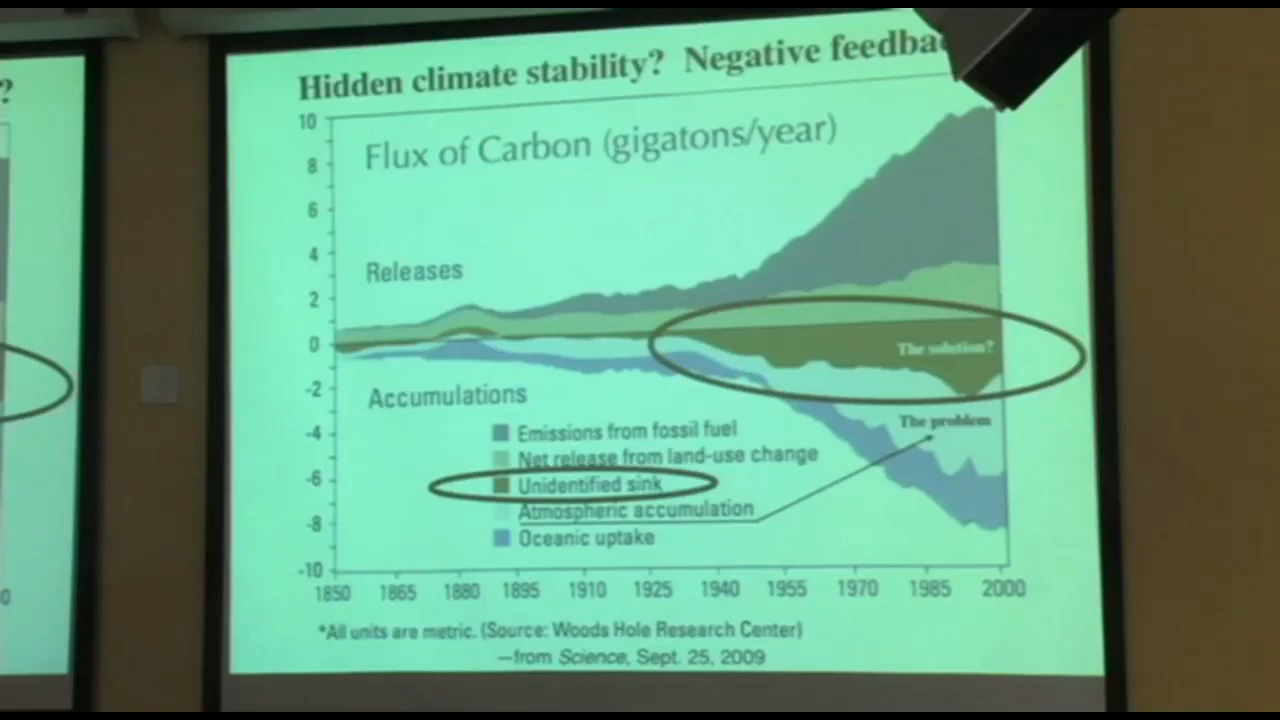 ?
0
Hidden climate stability? Negative
Flux of Carbon (gigatons/year)
10
8
6
4
2
0
-2
-4
-6
-8
-10
Releases
The solution?
Accumulations
The problem
Emissions from fossil fuel
Net release from land-use change
Unidentified sink
Atmospheric accumulation
Oceanic uptake
1850 1865 1880 1895 1910 1925 1940 1955 1970 1985 2000
*All units are metric. (Source: Woods Hole Research Center)
—from Science, Sept. 25, 2009